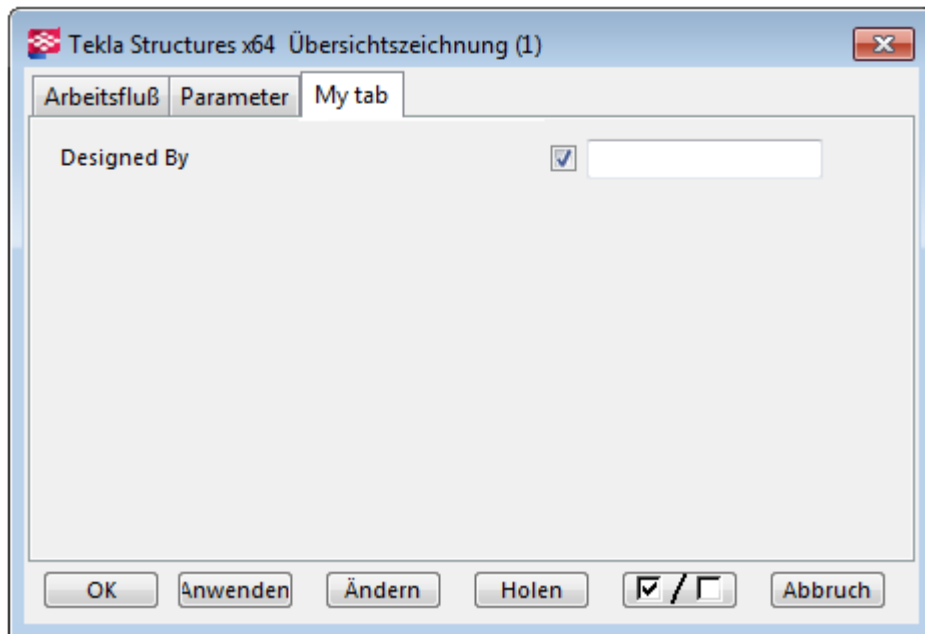 Tekla Structures x64 Übersichtszeichnung (1)
Arbeitsfluß Parameter My tab
Designed By
OK Anwenden Ändern Holen / Abbruch